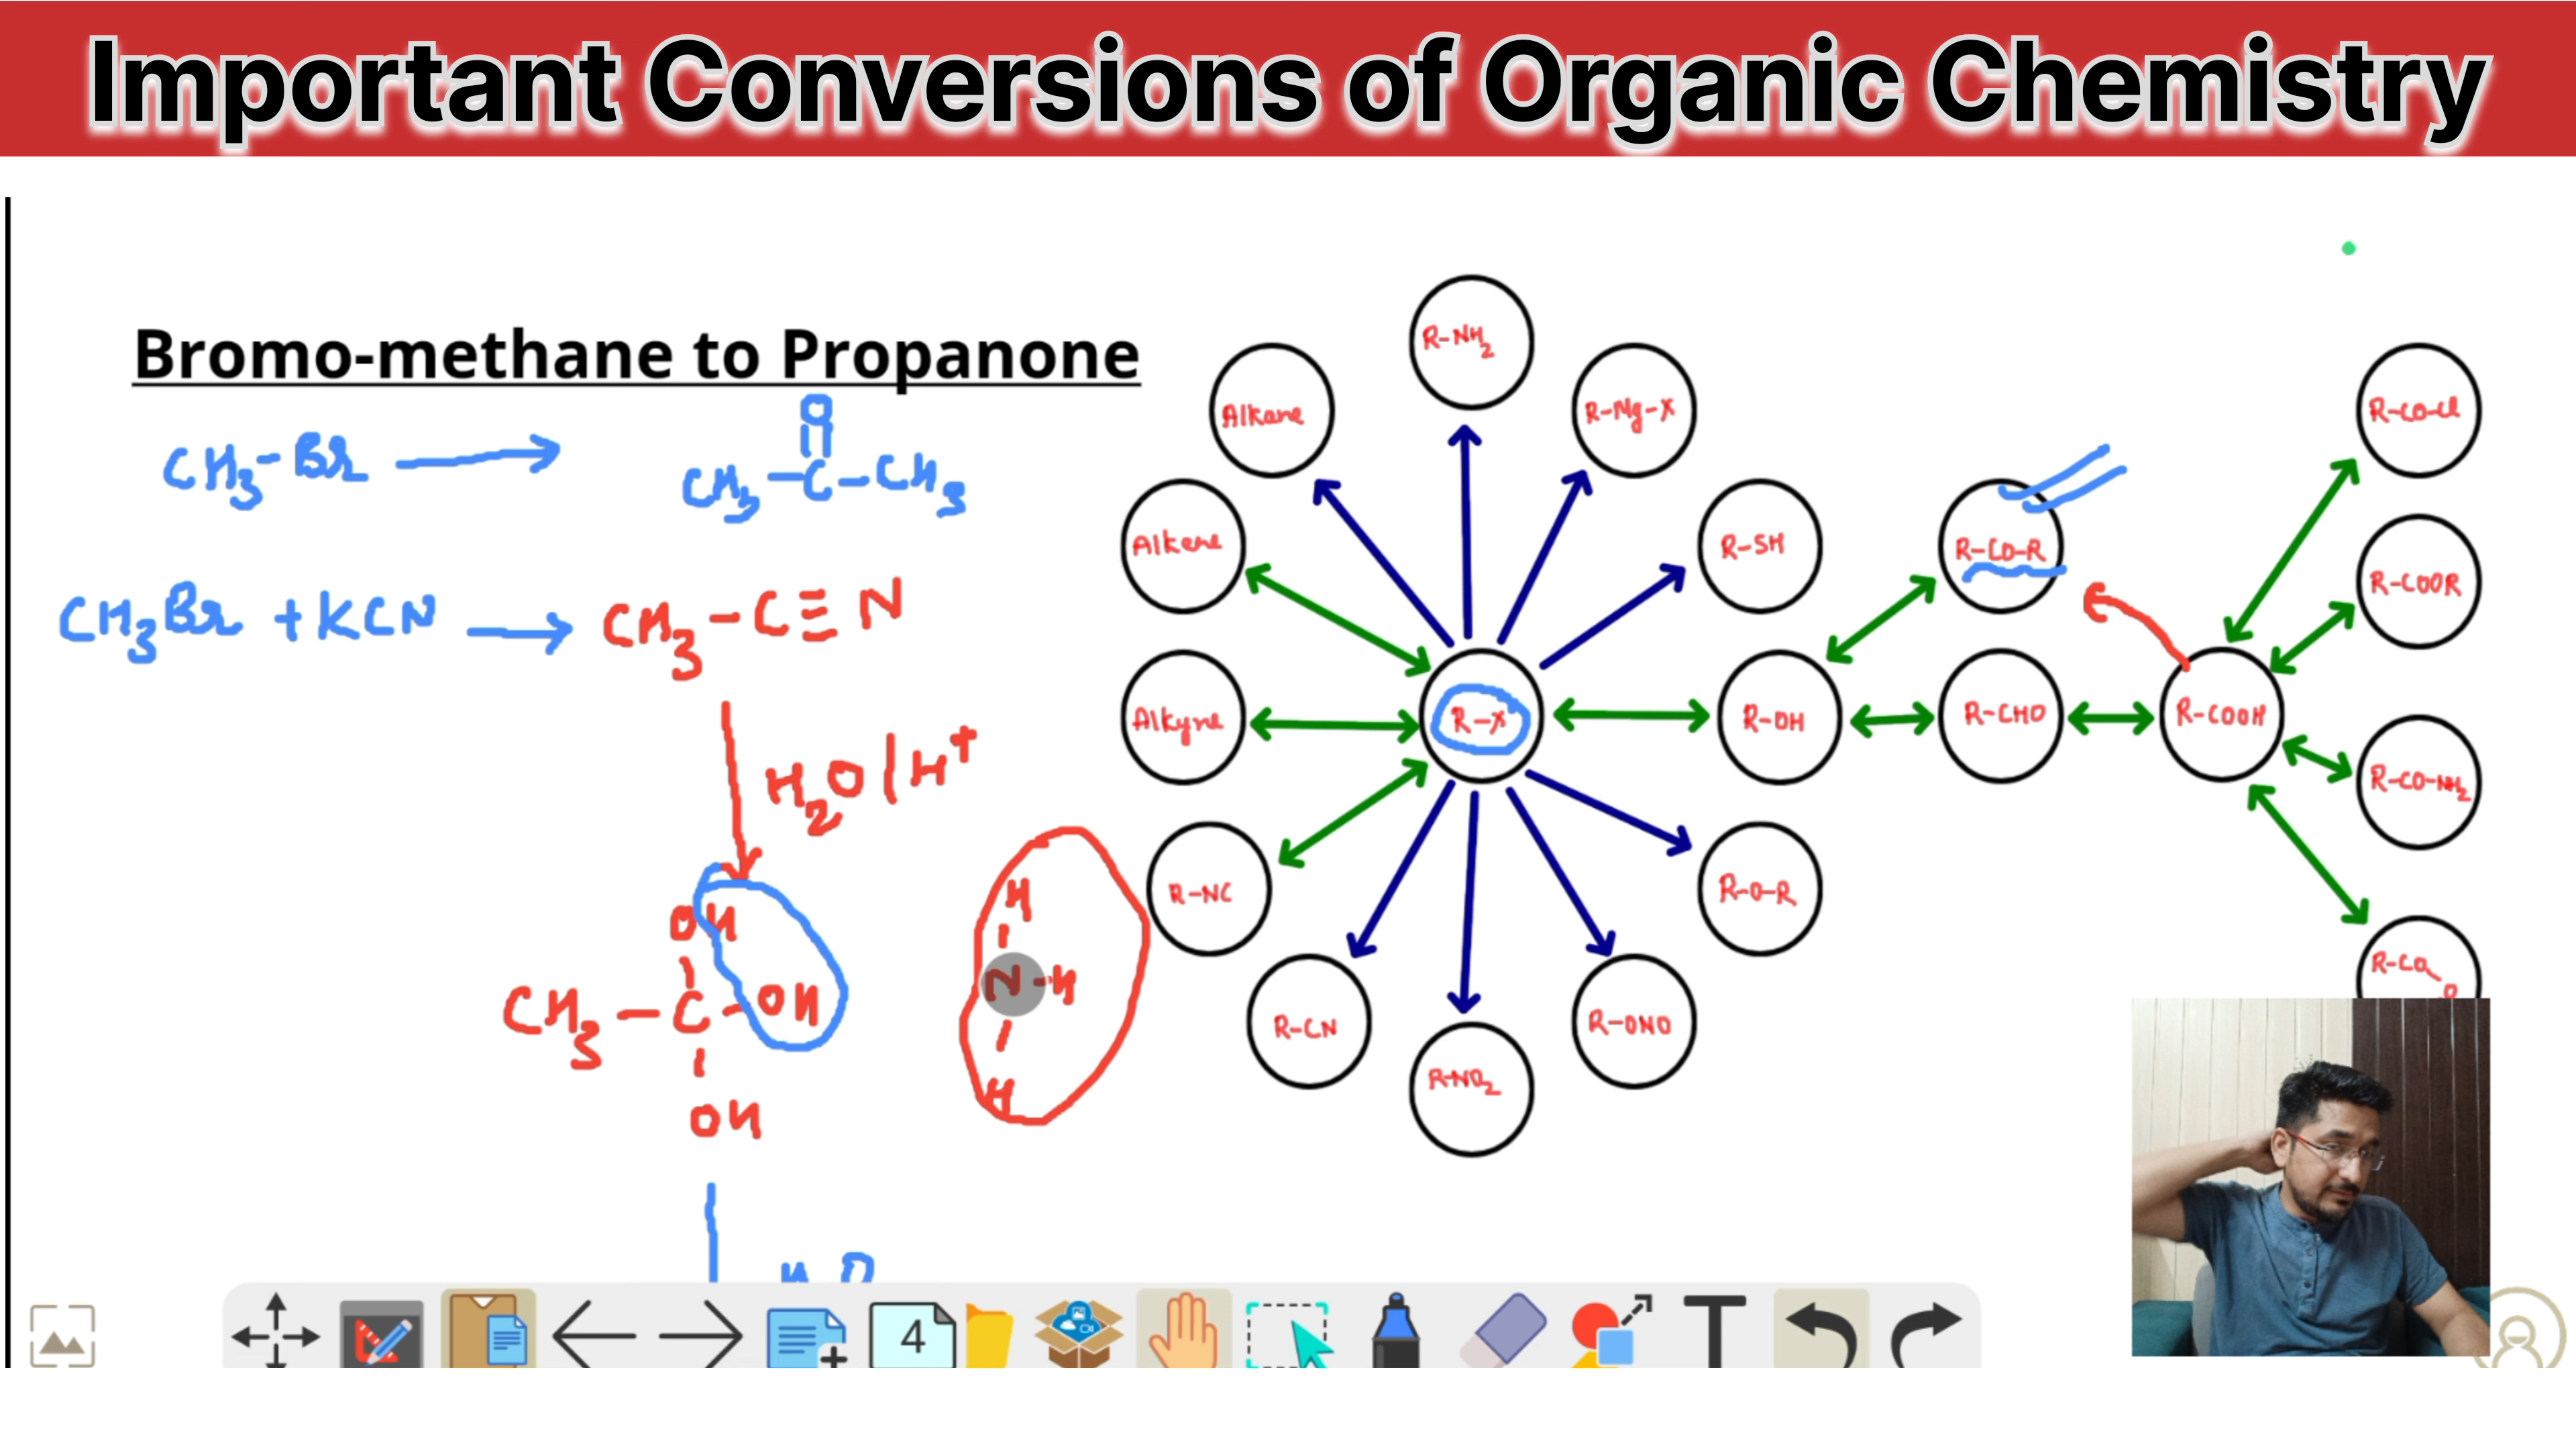 Important Conversions of Organic Chemistry
Bromo-methane to Propanone
CH3-Br ⟶ CH3-C-CH3
O
CH3Br + KCN ⟶ CH3-C≡N
H2O/H+
OH
CH3-C-OH
OH
H
N-H
H
R-NH2
Alkane
R-Mg-X
Alkene
R-SH
Alkyne
R-X
R-OH
R-NC
R-O-R
R-CN
R-ONO
R-NO2
R-CO-R
R-CHO
R-COOH
R-CO-Cl
R-COOR
R-CO-NH2
R-CO
O
4
T